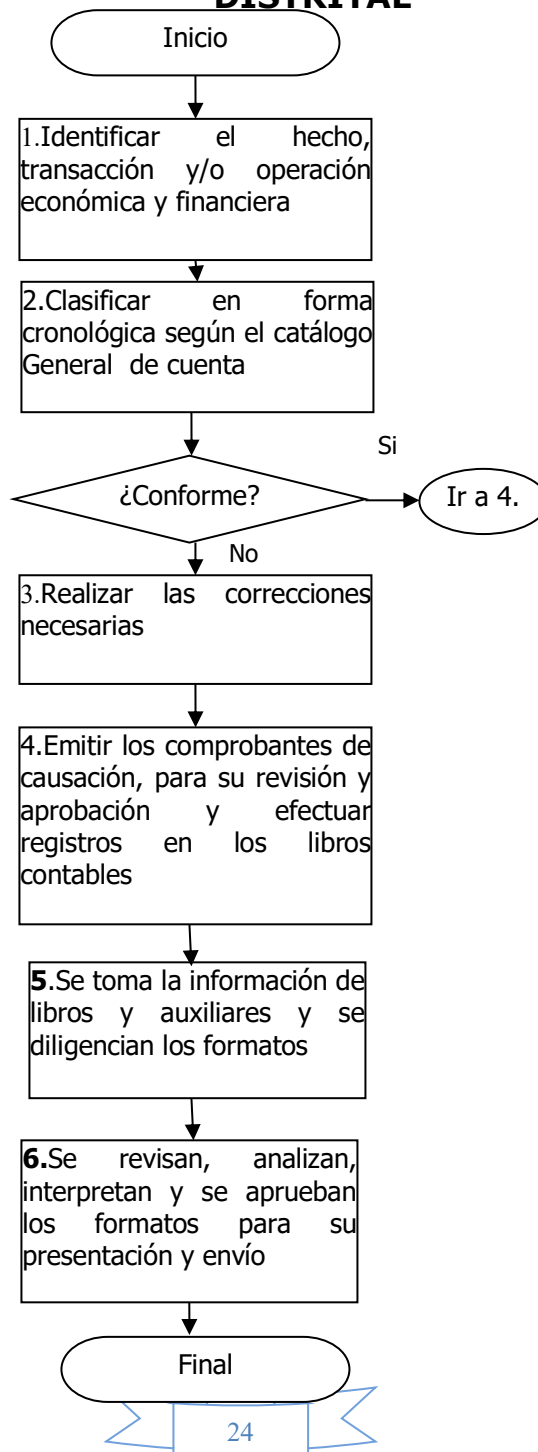 DISTRITAL
Inicio
1.Identificar el hecho,
transacción y/o operación
económica y financiera
2.Clasificar en forma
cronológica según el catálogo
General de cuenta
Si
¿Conforme?
Ir a 4.
No
3.Realizar las correcciones
necesarias
4.Emitir los comprobantes de
causación, para su revisión y
aprobación y efectuar
registros en los libros
contables
5.Se toma la información de
libros y auxiliares y se
diligencian los formatos
6.Se revisan, analizan,
interpretan y se aprueban
los formatos para su
presentación y envío
Final
24